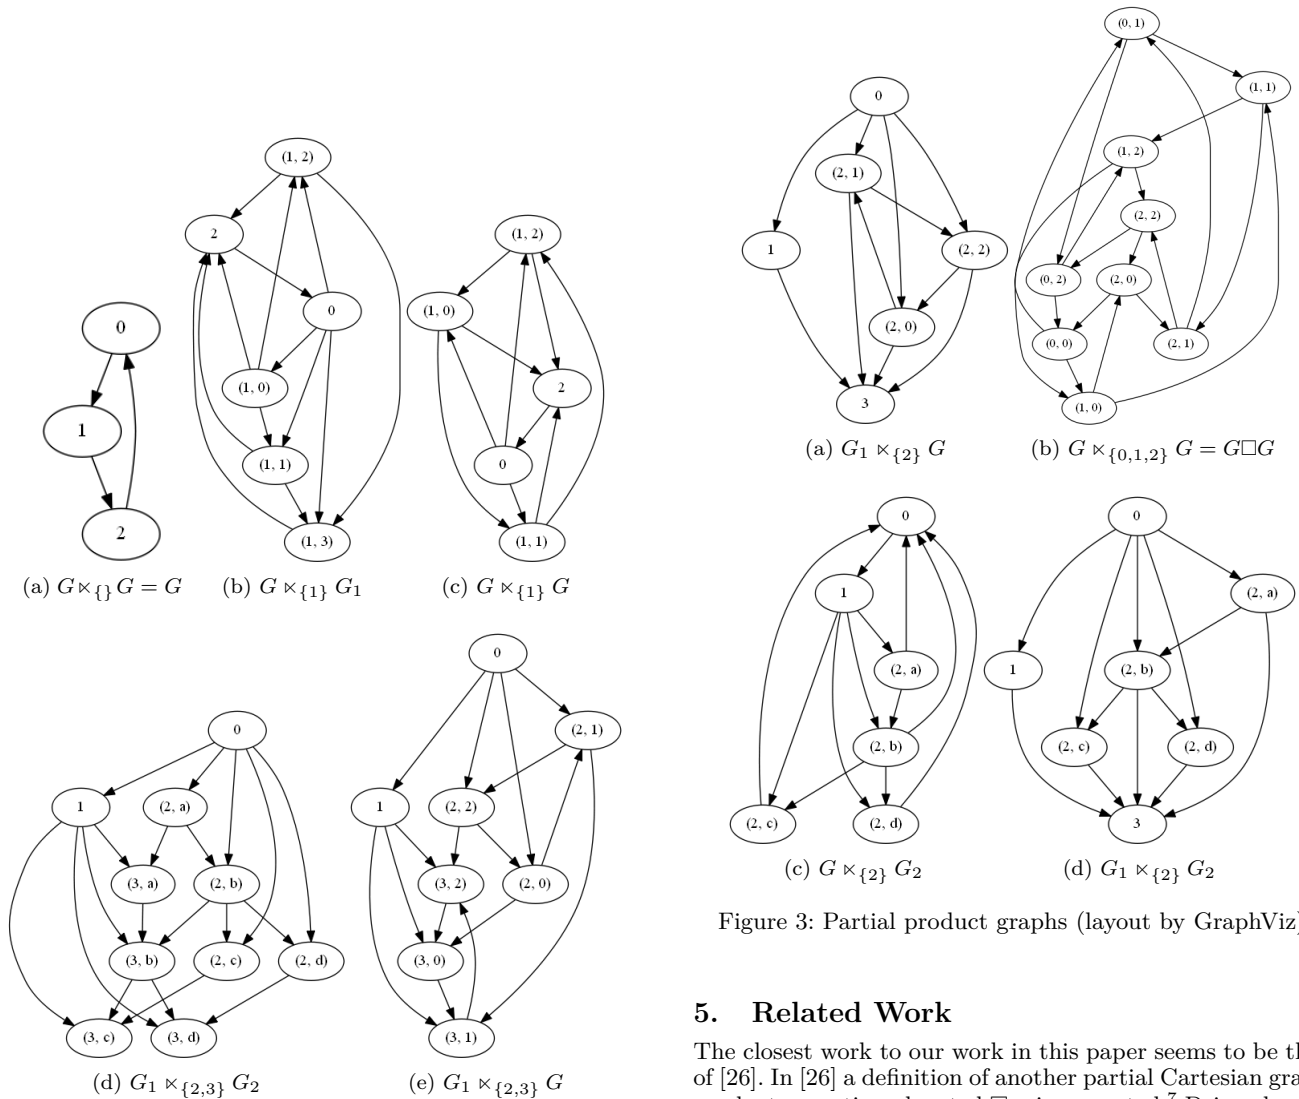 0
1
2
(a) G ⋉{} G = G
(1, 2)
2
0
(1, 0)
(1, 1)
(1, 3)
(b) G ⋉{1} G1
(1, 2)
(1, 0)
2
0
(1, 1)
(c) G ⋉{1} G
0
1
(2, a)
(3, a)
(2, b)
(3, b)
(2, c)
(2, d)
(3, c)
(3, d)
(d) G1 ⋉{2,3} G2
0
(2, 1)
1
(2, 2)
(3, 2)
(2, 0)
(3, 0)
(3, 1)
(e) G1 ⋉{2,3} G
0
(2, 1)
1
(2, 2)
(2, 0)
3
(a) G1 ⋉{2} G
(0, 1)
(1, 1)
(1, 2)
(2, 2)
(0, 2)
(2, 0)
(0, 0)
(2, 1)
(1, 0)
(b) G ⋉{0,1,2} G = G□G
0
1
(2, a)
(2, b)
(2, c)
(2, d)
(c) G ⋉{2} G2
0
(2, a)
1
(2, b)
(2, c)
(2, d)
3
(d) G1 ⋉{2} G2
Figure 3: Partial product graphs (layout by GraphViz)
5. Related Work
The closest work to our work in this paper seems to be th
of [26]. In [26] a definition of another partial Cartesian gra